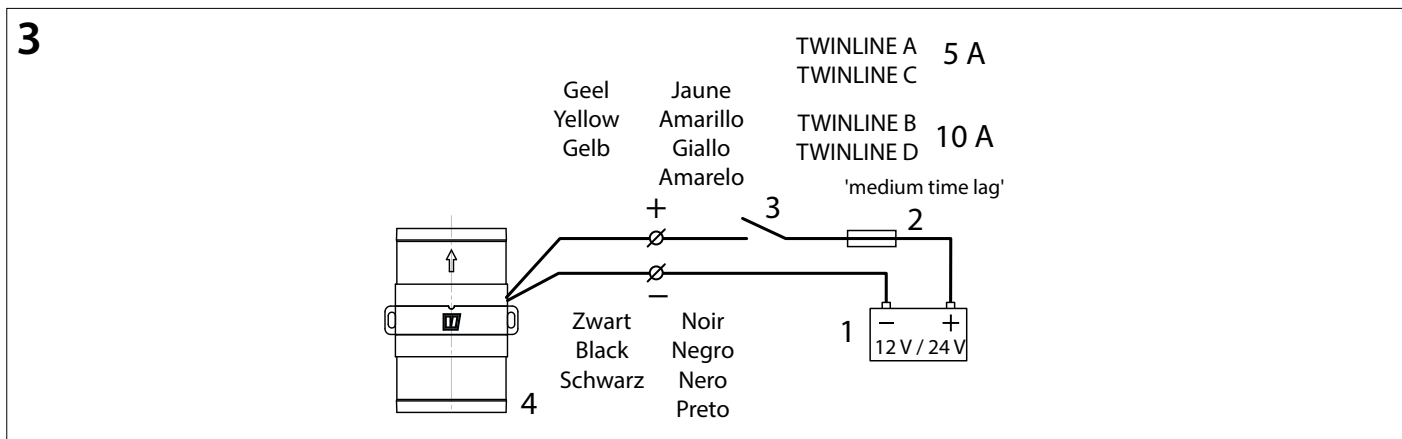 3
TWINLINE A
TWINLINE C
5 A
TWINLINE B
TWINLINE D
10 A
'medium time lag'
Geel
Yellow
Gelb
Jaune
Amarillo
Giallo
Amarelo
+
3
2
−
Zwart
Black
Schwarz
Noir
Negro
Nero
Preto
1
− +
12 V / 24 V
4